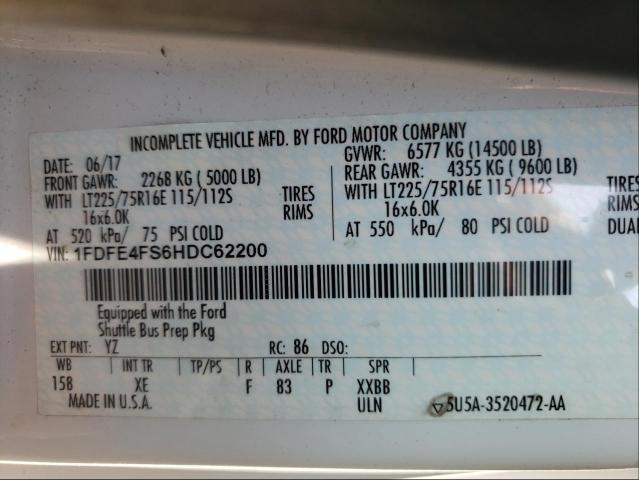 INCOMPLETE VEHICLE MFD. BY FORD MOTOR COMPANY
DATE: 06/17 GVWR: 6577 KG (14500 LB)
FRONT GAWR: 2268 KG ( 5000 LB) REAR GAWR: 4355 KG ( 9600 LB)
WITH LT225/75R16E 115/112S TIRES WITH LT225/75R16E 115/112S TIRES
16x6.0K RIMS 16x6.0K RIMS
AT 520 kPa/ 75 PSI COLD AT 550 kPa/ 80 PSI COLD DUAL
VIN: 1FDFE4FS6HDC62200
Equipped with the Ford
Shuttle Bus Prep Pkg
EXT PNT: YZ RC: 86 DSO:
WB INT TR TP/PS R AXLE TR SPR
158 XE F 83 P XXBB
MADE IN U.S.A. ULN 5U5A-3520472-AA